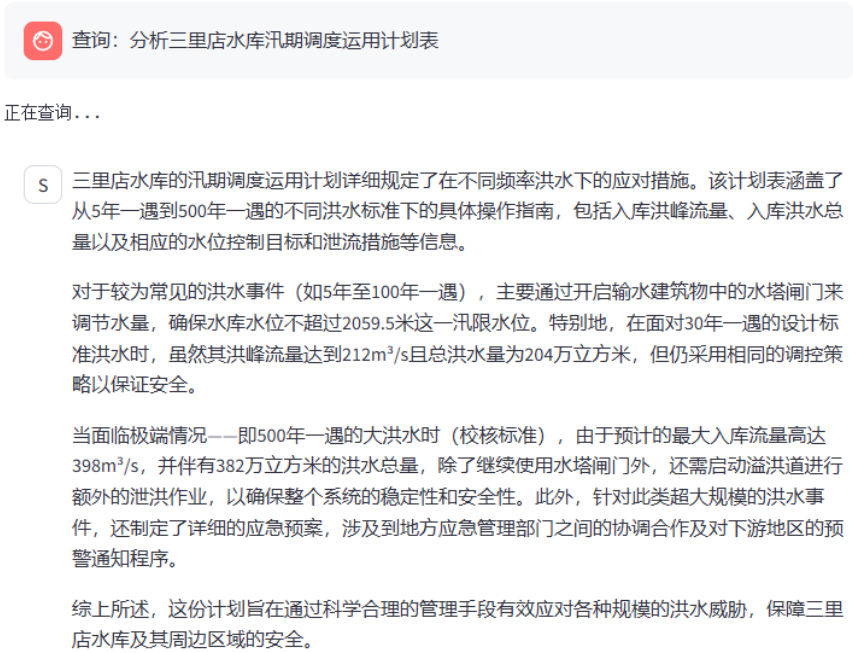 查询：分析三里店水库汛期调度运用计划表
正在查询...
S
三里店水库的汛期调度运用计划详细规定了在不同频率洪水下的应对措施。该计划表涵盖了
从5年一遇到500年一遇的不同洪水标准下的具体操作指南，包括入库洪峰流量、入库洪水总
量以及相应的水位控制目标和泄流措施等信息。
对于较为常见的洪水事件（如5年至100年一遇），主要通过开启输水建筑物中的水塔闸门来
调节水量，确保水库水位不超过2059.5米这一汛限水位。特别地，在面对30年一遇的设计标
准洪水时，虽然其洪峰流量达到212m³/s且总洪水量为204万立方米，但仍采用相同的调控策
略以保证安全。
当面临极端情况——即500年一遇的大洪水时（校核标准），由于预计的最大入库流量高达
398m³/s，并伴有382万立方米的洪水总量，除了继续使用水塔闸门外，还需启动溢洪道进行
额外的泄洪作业，以确保整个系统的稳定性和安全性。此外，针对此类超大规模的洪水事
件，还制定了详细的应急预案，涉及到地方应急管理部门之间的协调合作及对下游地区的预
警通知程序。
综上所述，这份计划旨在通过科学合理的管理手段有效应对各种规模的洪水威胁，保障三里
店水库及其周边区域的安全。